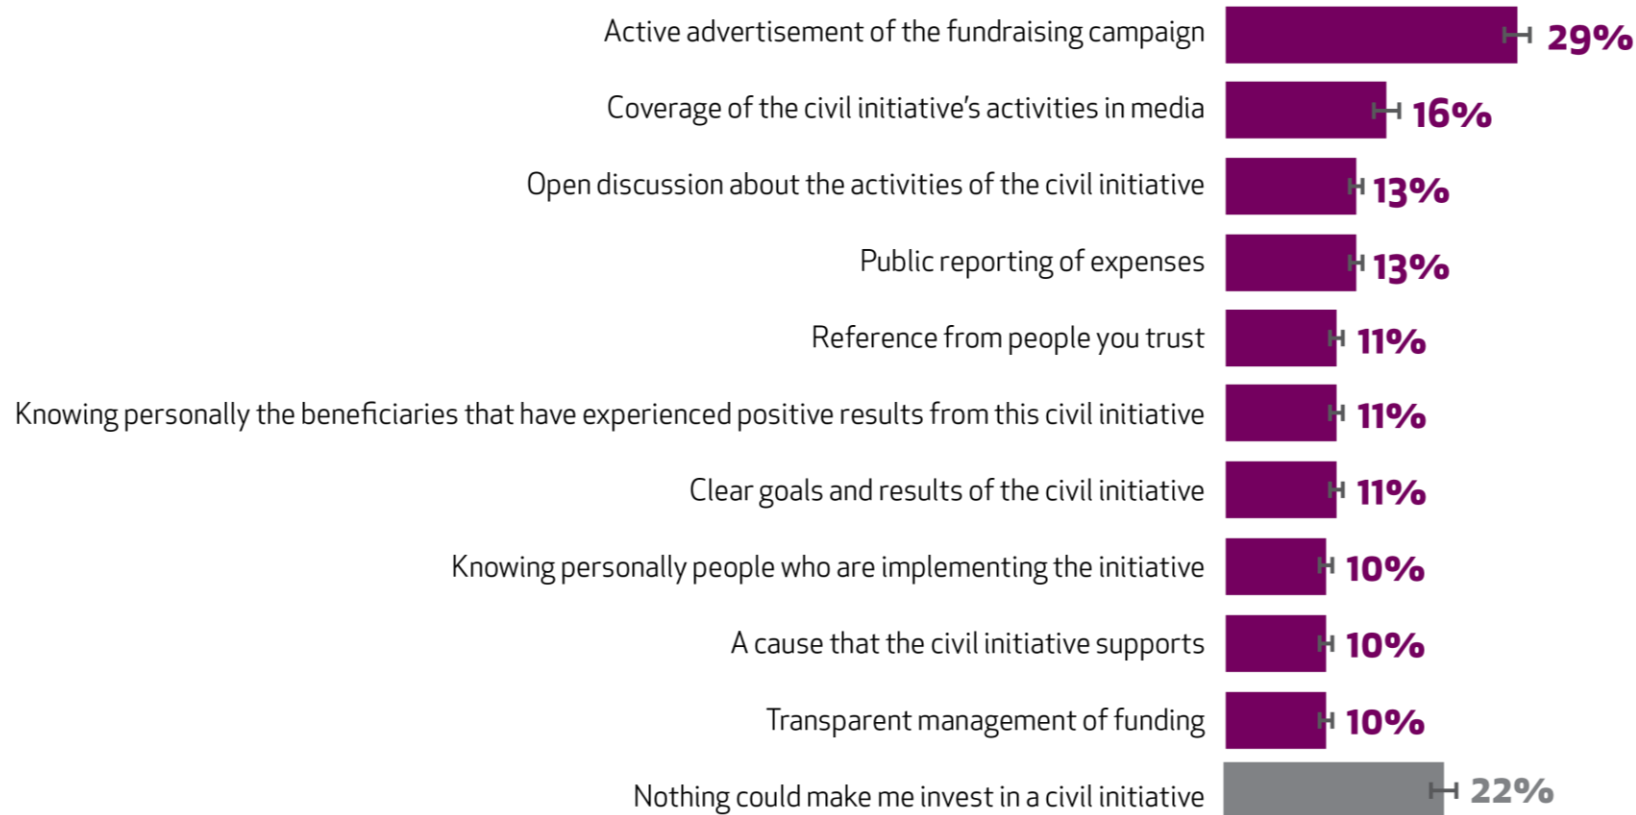 Active advertisement of the fundraising campaign 29%
Coverage of the civil initiative's activities in media 16%
Open discussion about the activities of the civil initiative 13%
Public reporting of expenses 13%
Reference from people you trust 11%
Knowing personally the beneficiaries that have experienced positive results from this civil initiative 11%
Clear goals and results of the civil initiative 11%
Knowing personally people who are implementing the initiative 10%
A cause that the civil initiative supports 10%
Transparent management of funding 10%
Nothing could make me invest in a civil initiative 22%